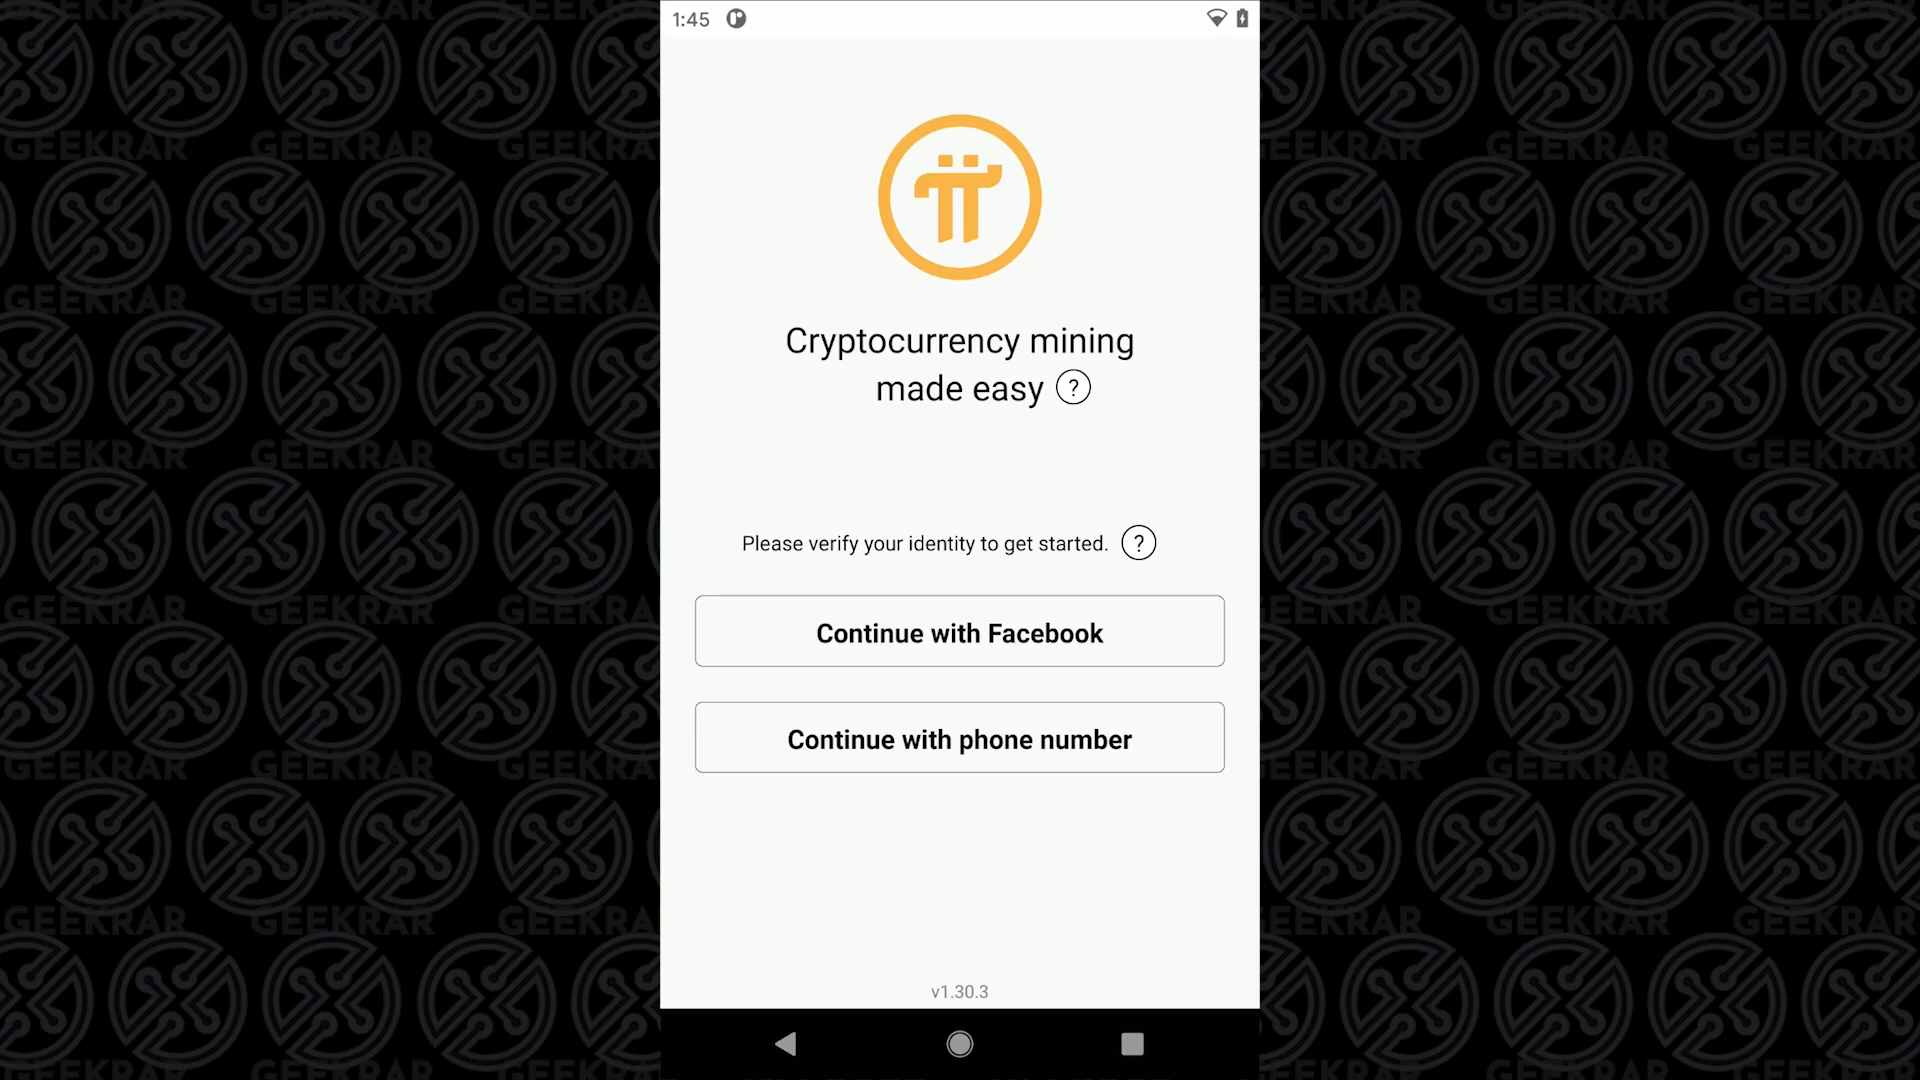 1:45
Cryptocurrency mining
made easy ?
Please verify your identity to get started. ?
Continue with Facebook
Continue with phone number
v1.30.3
GEEKRAR